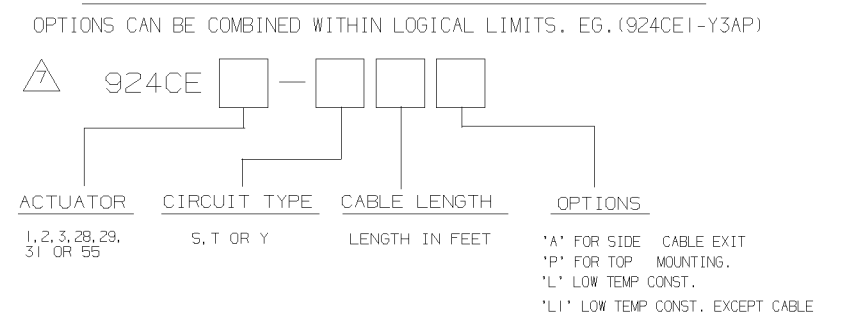 OPTIONS CAN BE COMBINED WITHIN LOGICAL LIMITS. EG.(924CE1-Y3AP)
7 924CE –
ACTUATOR CIRCUIT TYPE CABLE LENGTH OPTIONS
1,2,3,28,29, S,T OR Y LENGTH IN FEET 'A' FOR SIDE CABLE EXIT
31 OR 55
'P' FOR TOP MOUNTING.
'L' LOW TEMP CONST.
'L1' LOW TEMP CONST. EXCEPT CABLE